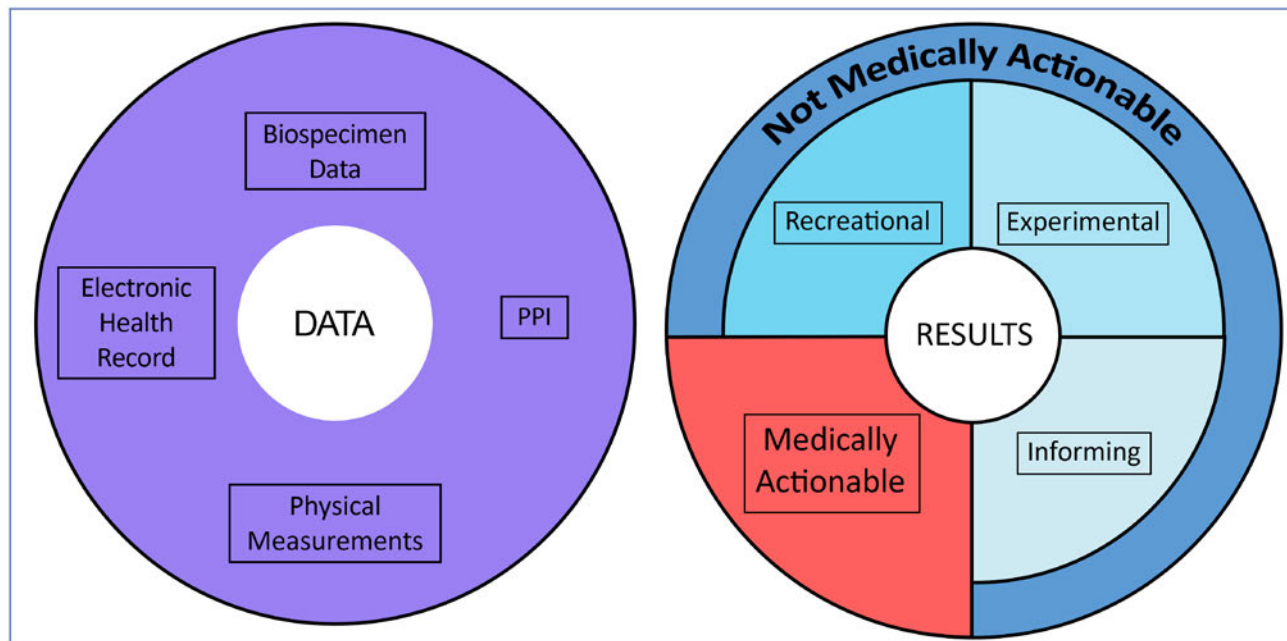 Biospecimen
Data
Electronic
Health
Record
DATA
PPI
Physical
Measurements
Not Medically Actionable
Recreational
Experimental
RESULTS
Medically
Actionable
Informing